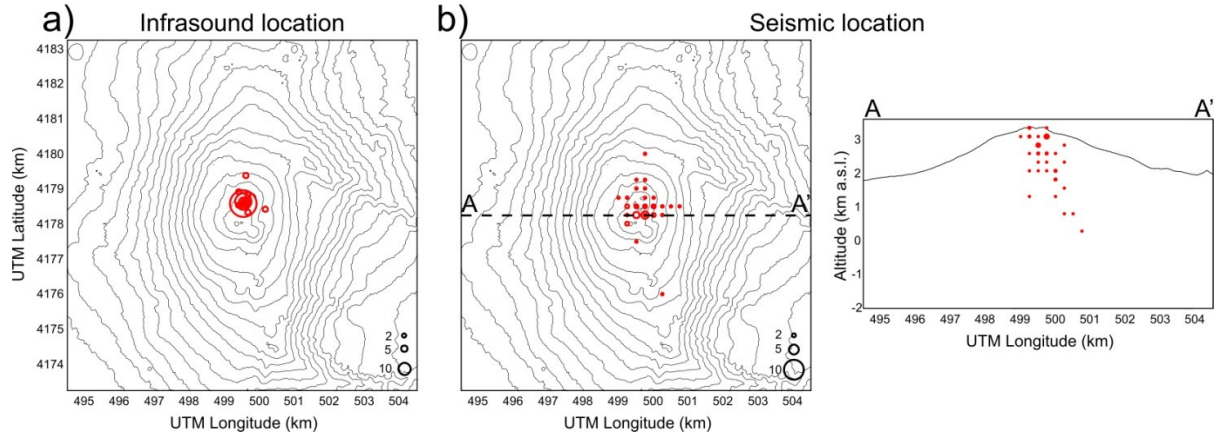 a) Infrasound location
b) Seismic location
4183
4182
4181
4180
4179
4178
4177
4176
4175
4174
UTM Latitude (km)
495 496 497 498 499 500 501 502 503 504
UTM Longitude (km)
2
5
10
A A'
495 496 497 498 499 500 501 502 503 504
UTM Longitude (km)
2
5
10
A A'
3
2
1
0
-1
-2
Altitude (km a.s.l.)
495 496 497 498 499 500 501 502 503 504
UTM Longitude (km)